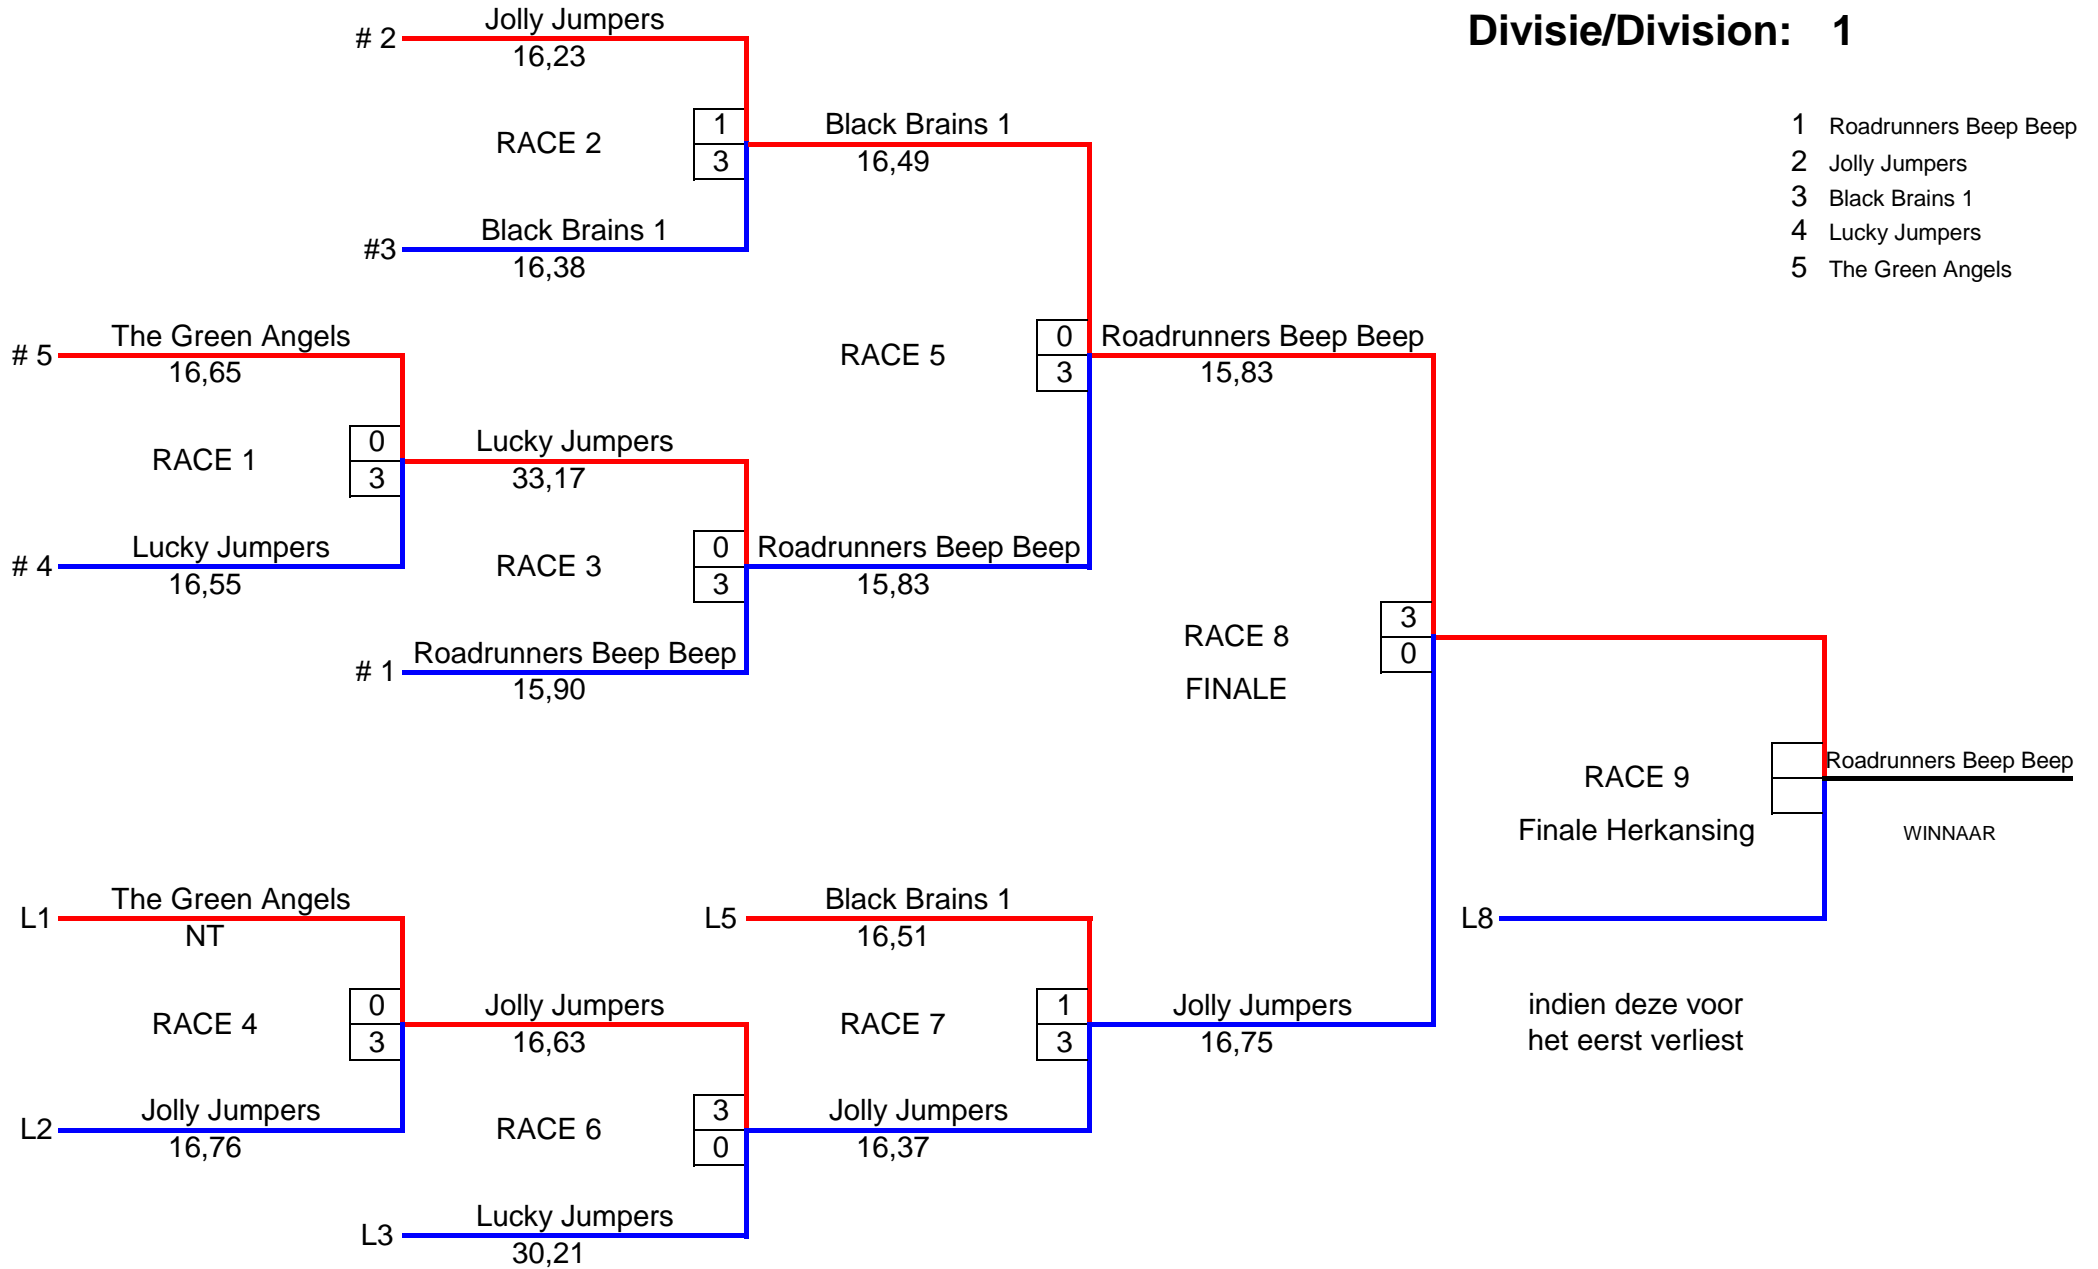 Divisie/Division: 1
1 Roadrunners Beep Beep
2 Jolly Jumpers
3 Black Brains 1
4 Lucky Jumpers
5 The Green Angels
# 2
Jolly Jumpers
16,23
RACE 2
1
3
#3
Black Brains 1
16,38
Black Brains 1
16,49
# 5
The Green Angels
16,65
RACE 1
0
3
# 4
Lucky Jumpers
16,55
Lucky Jumpers
33,17
RACE 3
0
3
# 1
Roadrunners Beep Beep
15,90
Roadrunners Beep Beep
15,83
RACE 5
0
3
Roadrunners Beep Beep
15,83
RACE 8
FINALE
3
0
RACE 9
Finale Herkansing
Roadrunners Beep Beep
WINNAAR
L8
indien deze voor
het eerst verliest
L1
The Green Angels
NT
RACE 4
0
3
L2
Jolly Jumpers
16,76
Jolly Jumpers
16,63
RACE 6
3
0
L3
Lucky Jumpers
30,21
L5
Black Brains 1
16,51
RACE 7
1
3
Jolly Jumpers
16,37
Jolly Jumpers
16,75